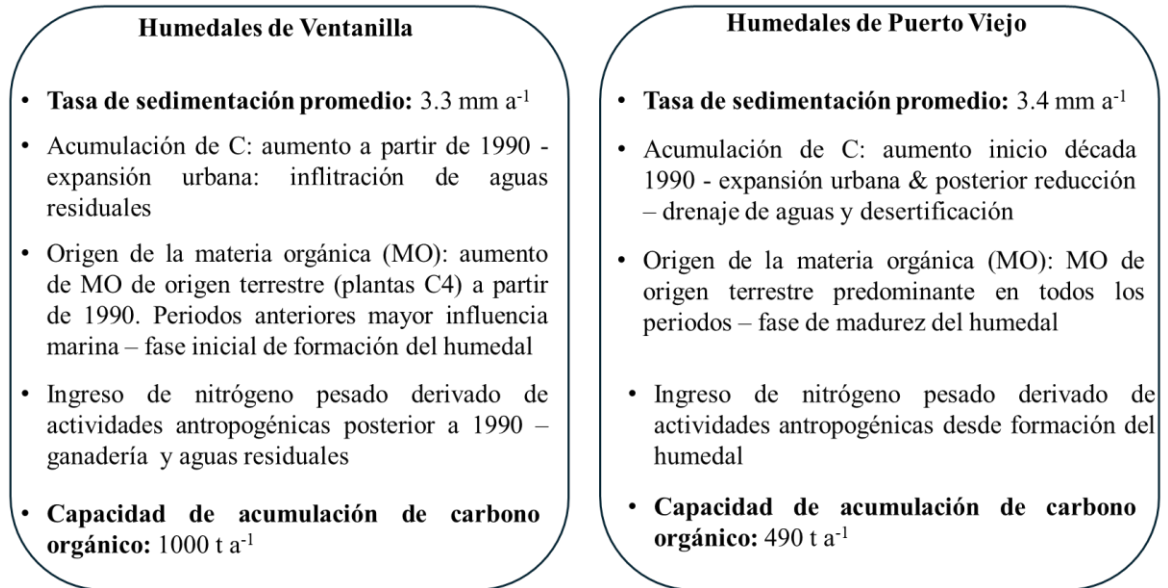 Humedales de Ventanilla
• Tasa de sedimentación promedio: 3.3 mm a⁻¹
• Acumulación de C: aumento a partir de 1990 -
expansión urbana: inflitración de aguas
residuales
• Origen de la materia orgánica (MO): aumento
de MO de origen terrestre (plantas C4) a partir
de 1990. Periodos anteriores mayor influencia
marina – fase inicial de formación del humedal
• Ingreso de nitrógeno pesado derivado de
actividades antropogénicas posterior a 1990 –
ganadería y aguas residuales
• Capacidad de acumulación de carbono
orgánico: 1000 t a⁻¹
Humedales de Puerto Viejo
• Tasa de sedimentación promedio: 3.4 mm a⁻¹
• Acumulación de C: aumento inicio década
1990 - expansión urbana & posterior reducción
– drenaje de aguas y desertificación
• Origen de la materia orgánica (MO): MO de
origen terrestre predominante en todos los
periodos – fase de madurez del humedal
• Ingreso de nitrógeno pesado derivado de
actividades antropogénicas desde formación del
humedal
• Capacidad de acumulación de carbono
orgánico: 490 t a⁻¹